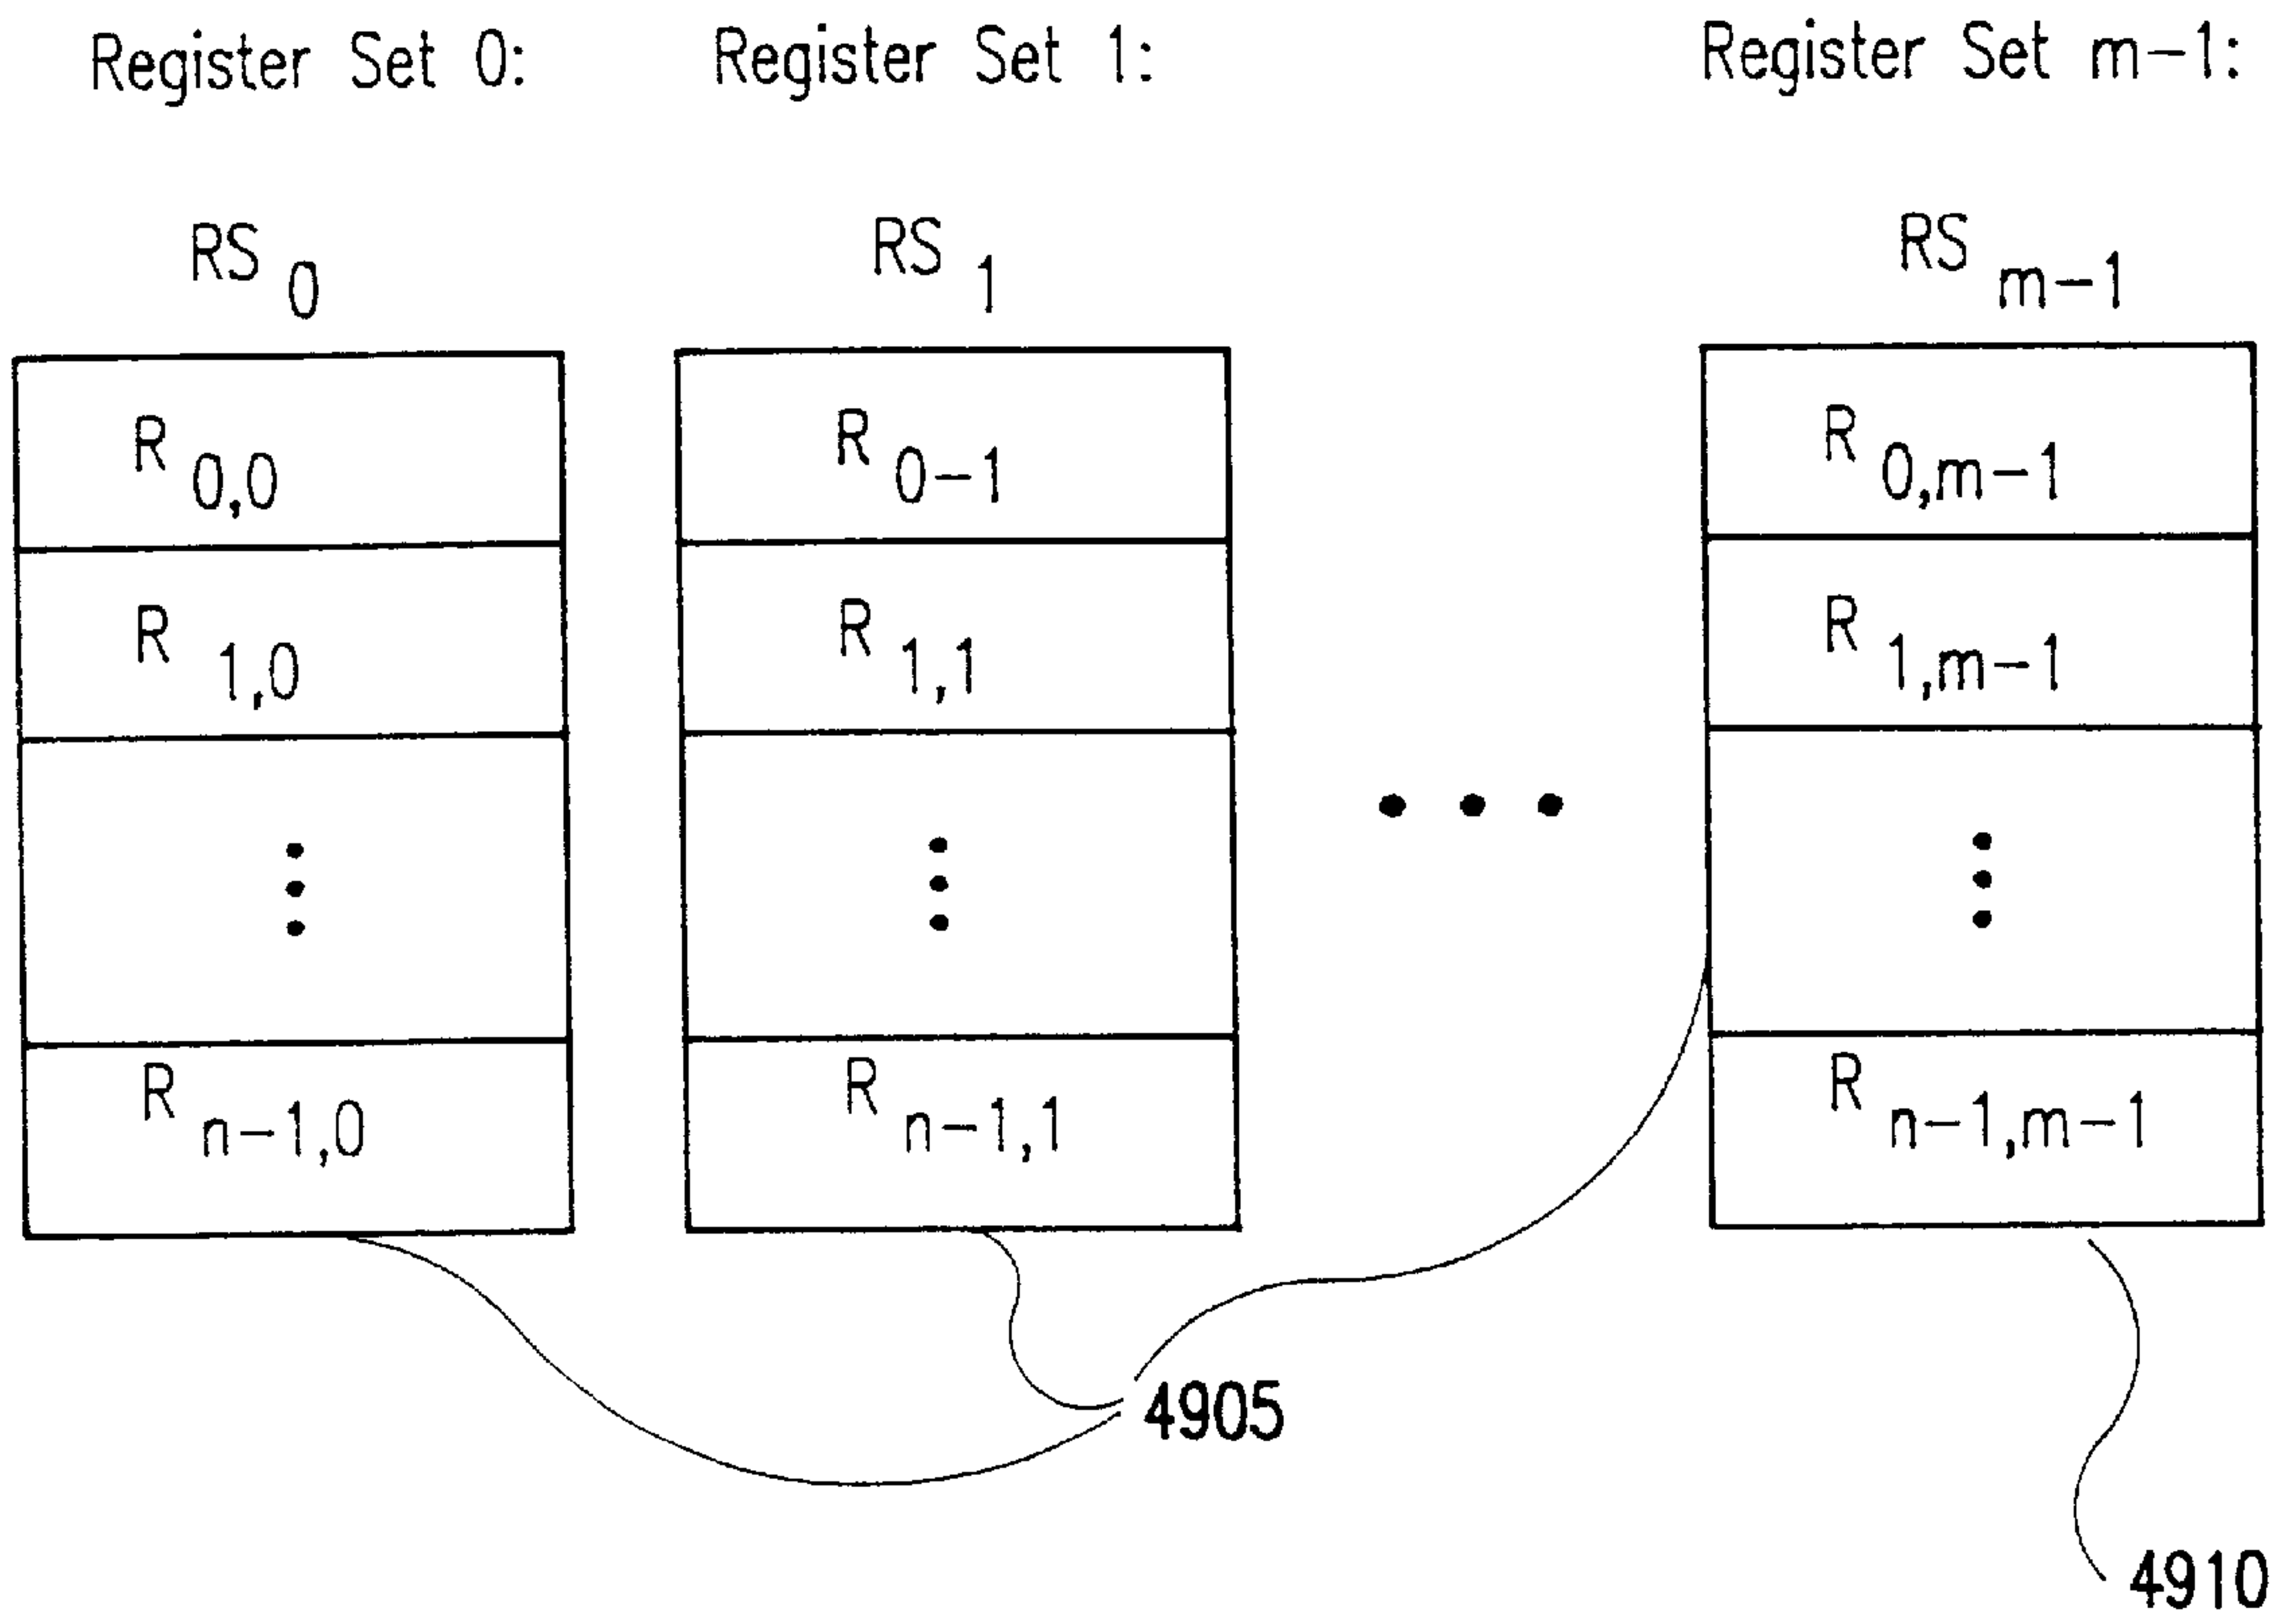 Register Set 0: Register Set 1: Register Set m-1:
RS 0 RS 1 RS m-1
R 0,0 R 0-1 R 0,m-1
R 1,0 R 1,1 R 1,m-1
R n-1,0 R n-1,1 R n-1,m-1
4905
4910